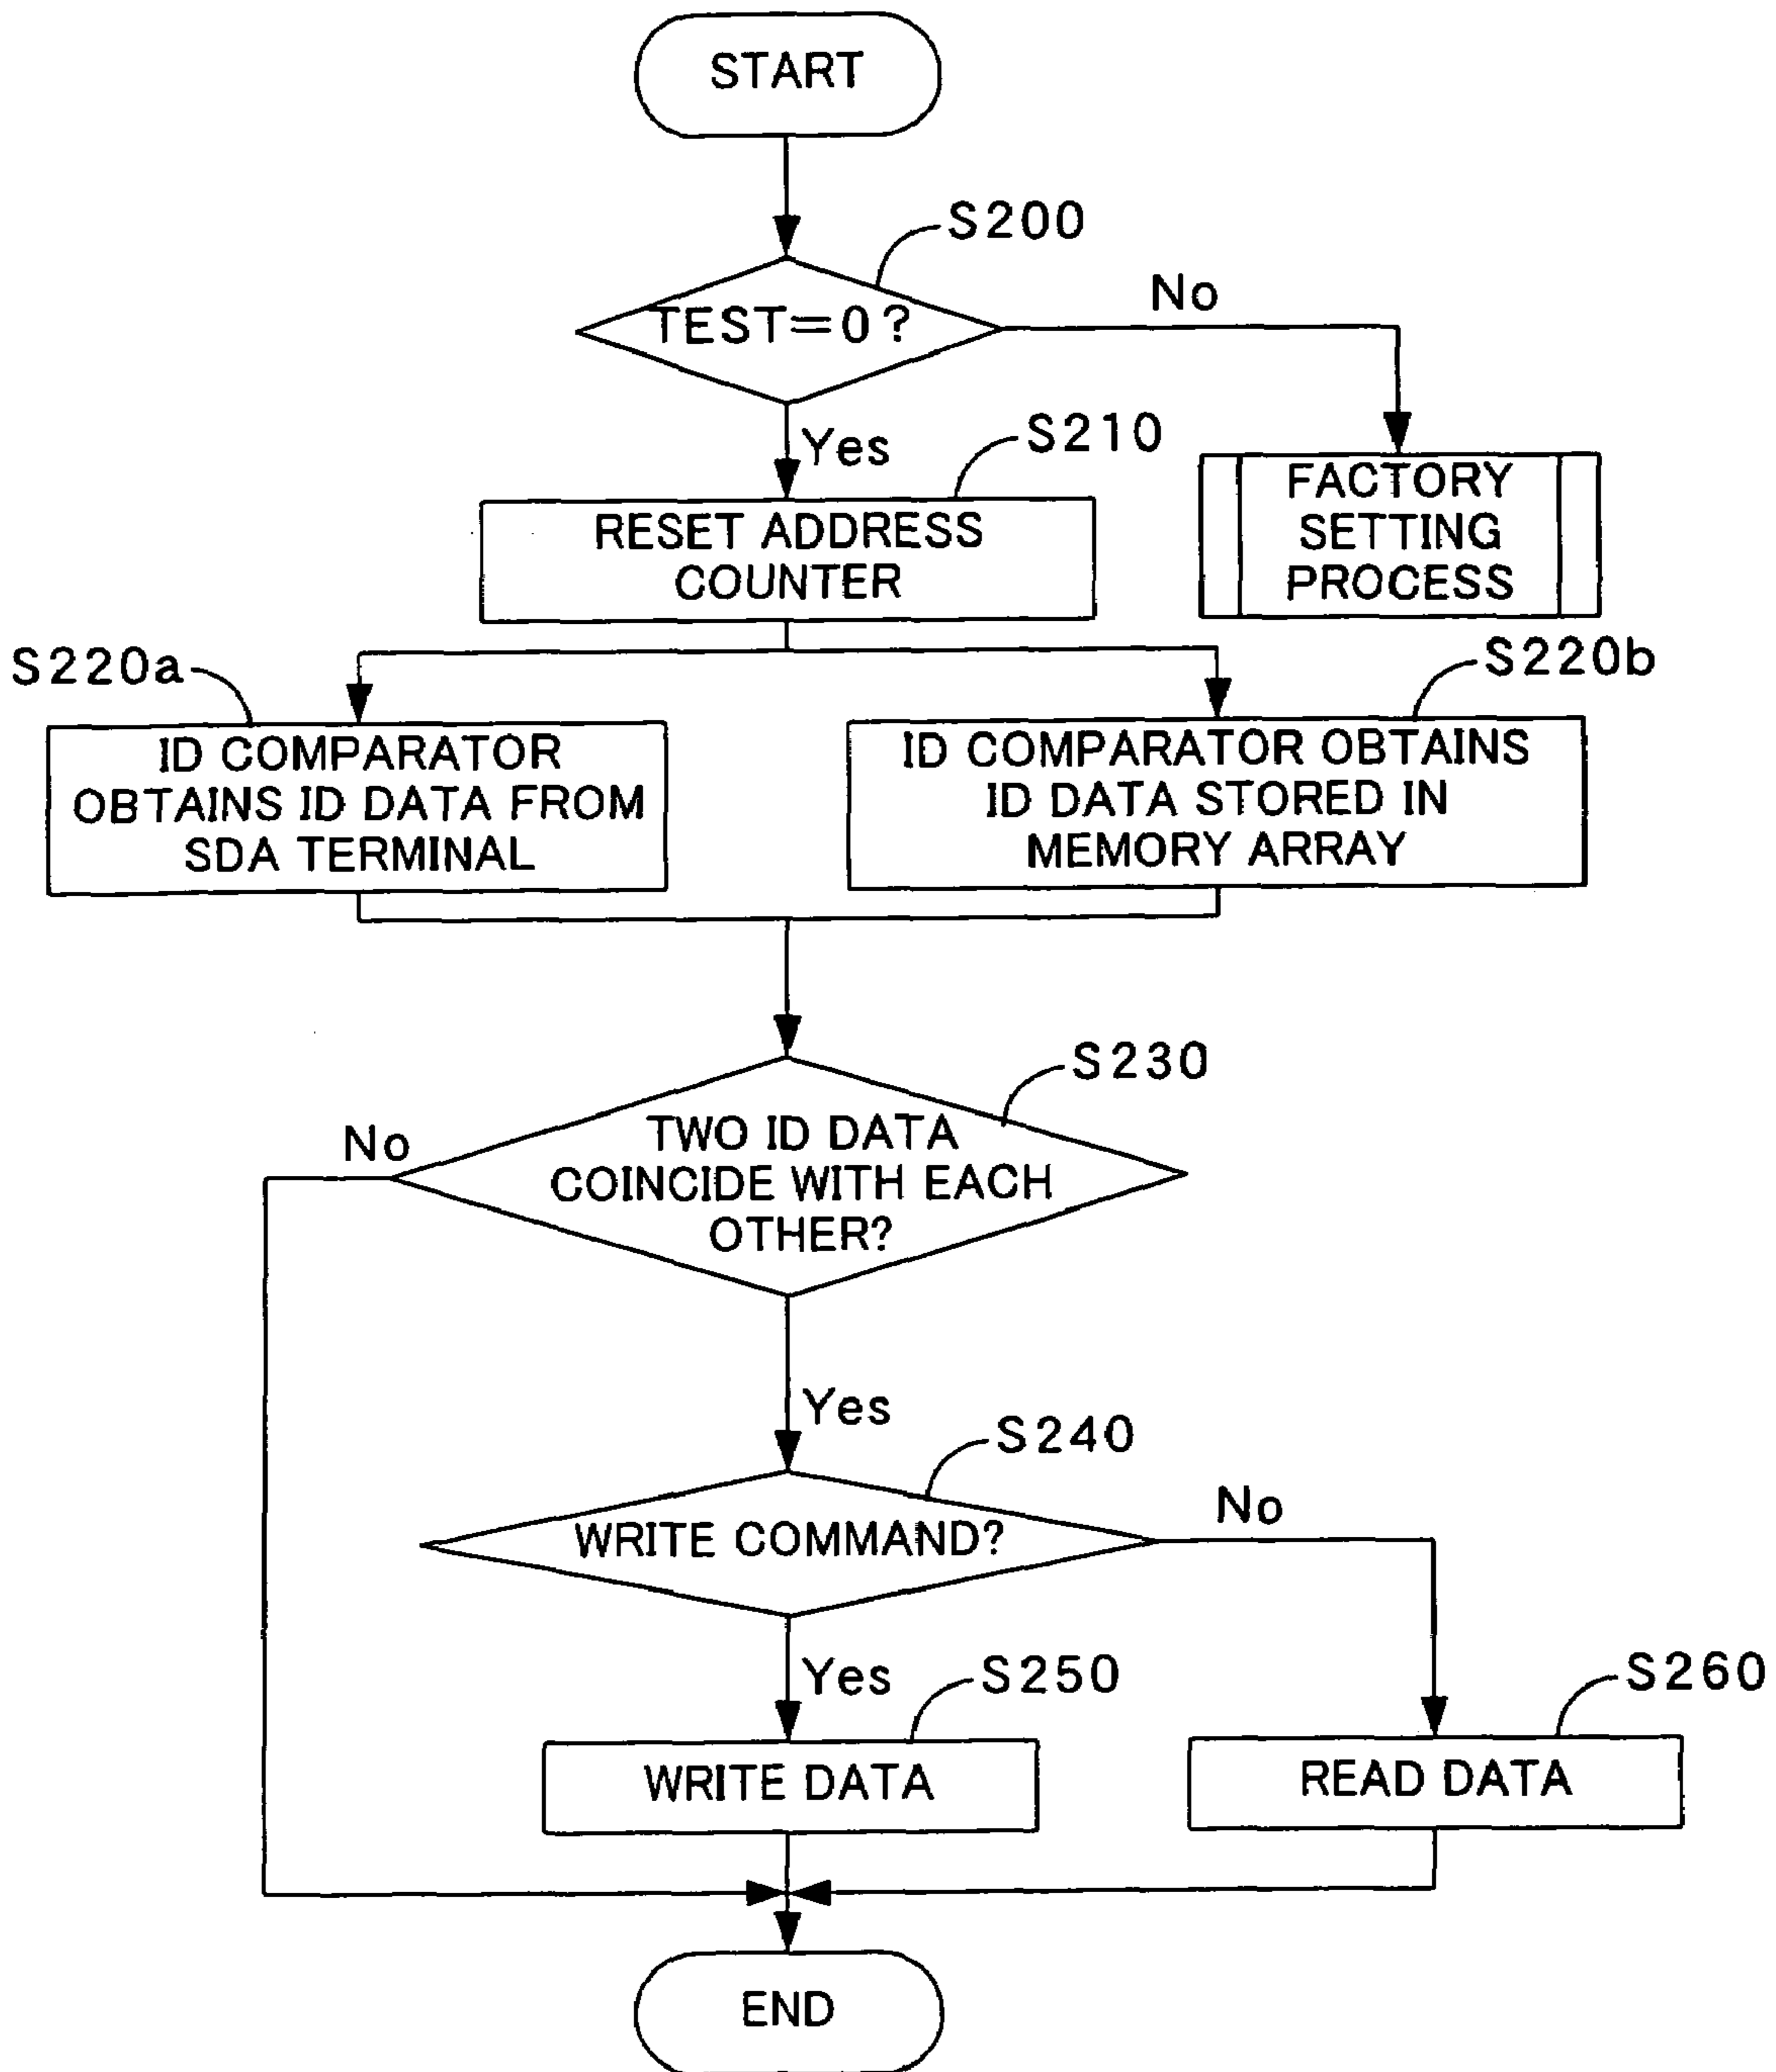 START
S200
TEST=0?
No
Yes
S210
RESET ADDRESS
COUNTER
FACTORY
SETTING
PROCESS
S220a
S220b
ID COMPARATOR
OBTAINS ID DATA FROM
SDA TERMINAL
ID COMPARATOR OBTAINS
ID DATA STORED IN
MEMORY ARRAY
S230
No
TWO ID DATA
COINCIDE WITH EACH
OTHER?
Yes
S240
WRITE COMMAND?
No
Yes
S250
S260
WRITE DATA
READ DATA
END